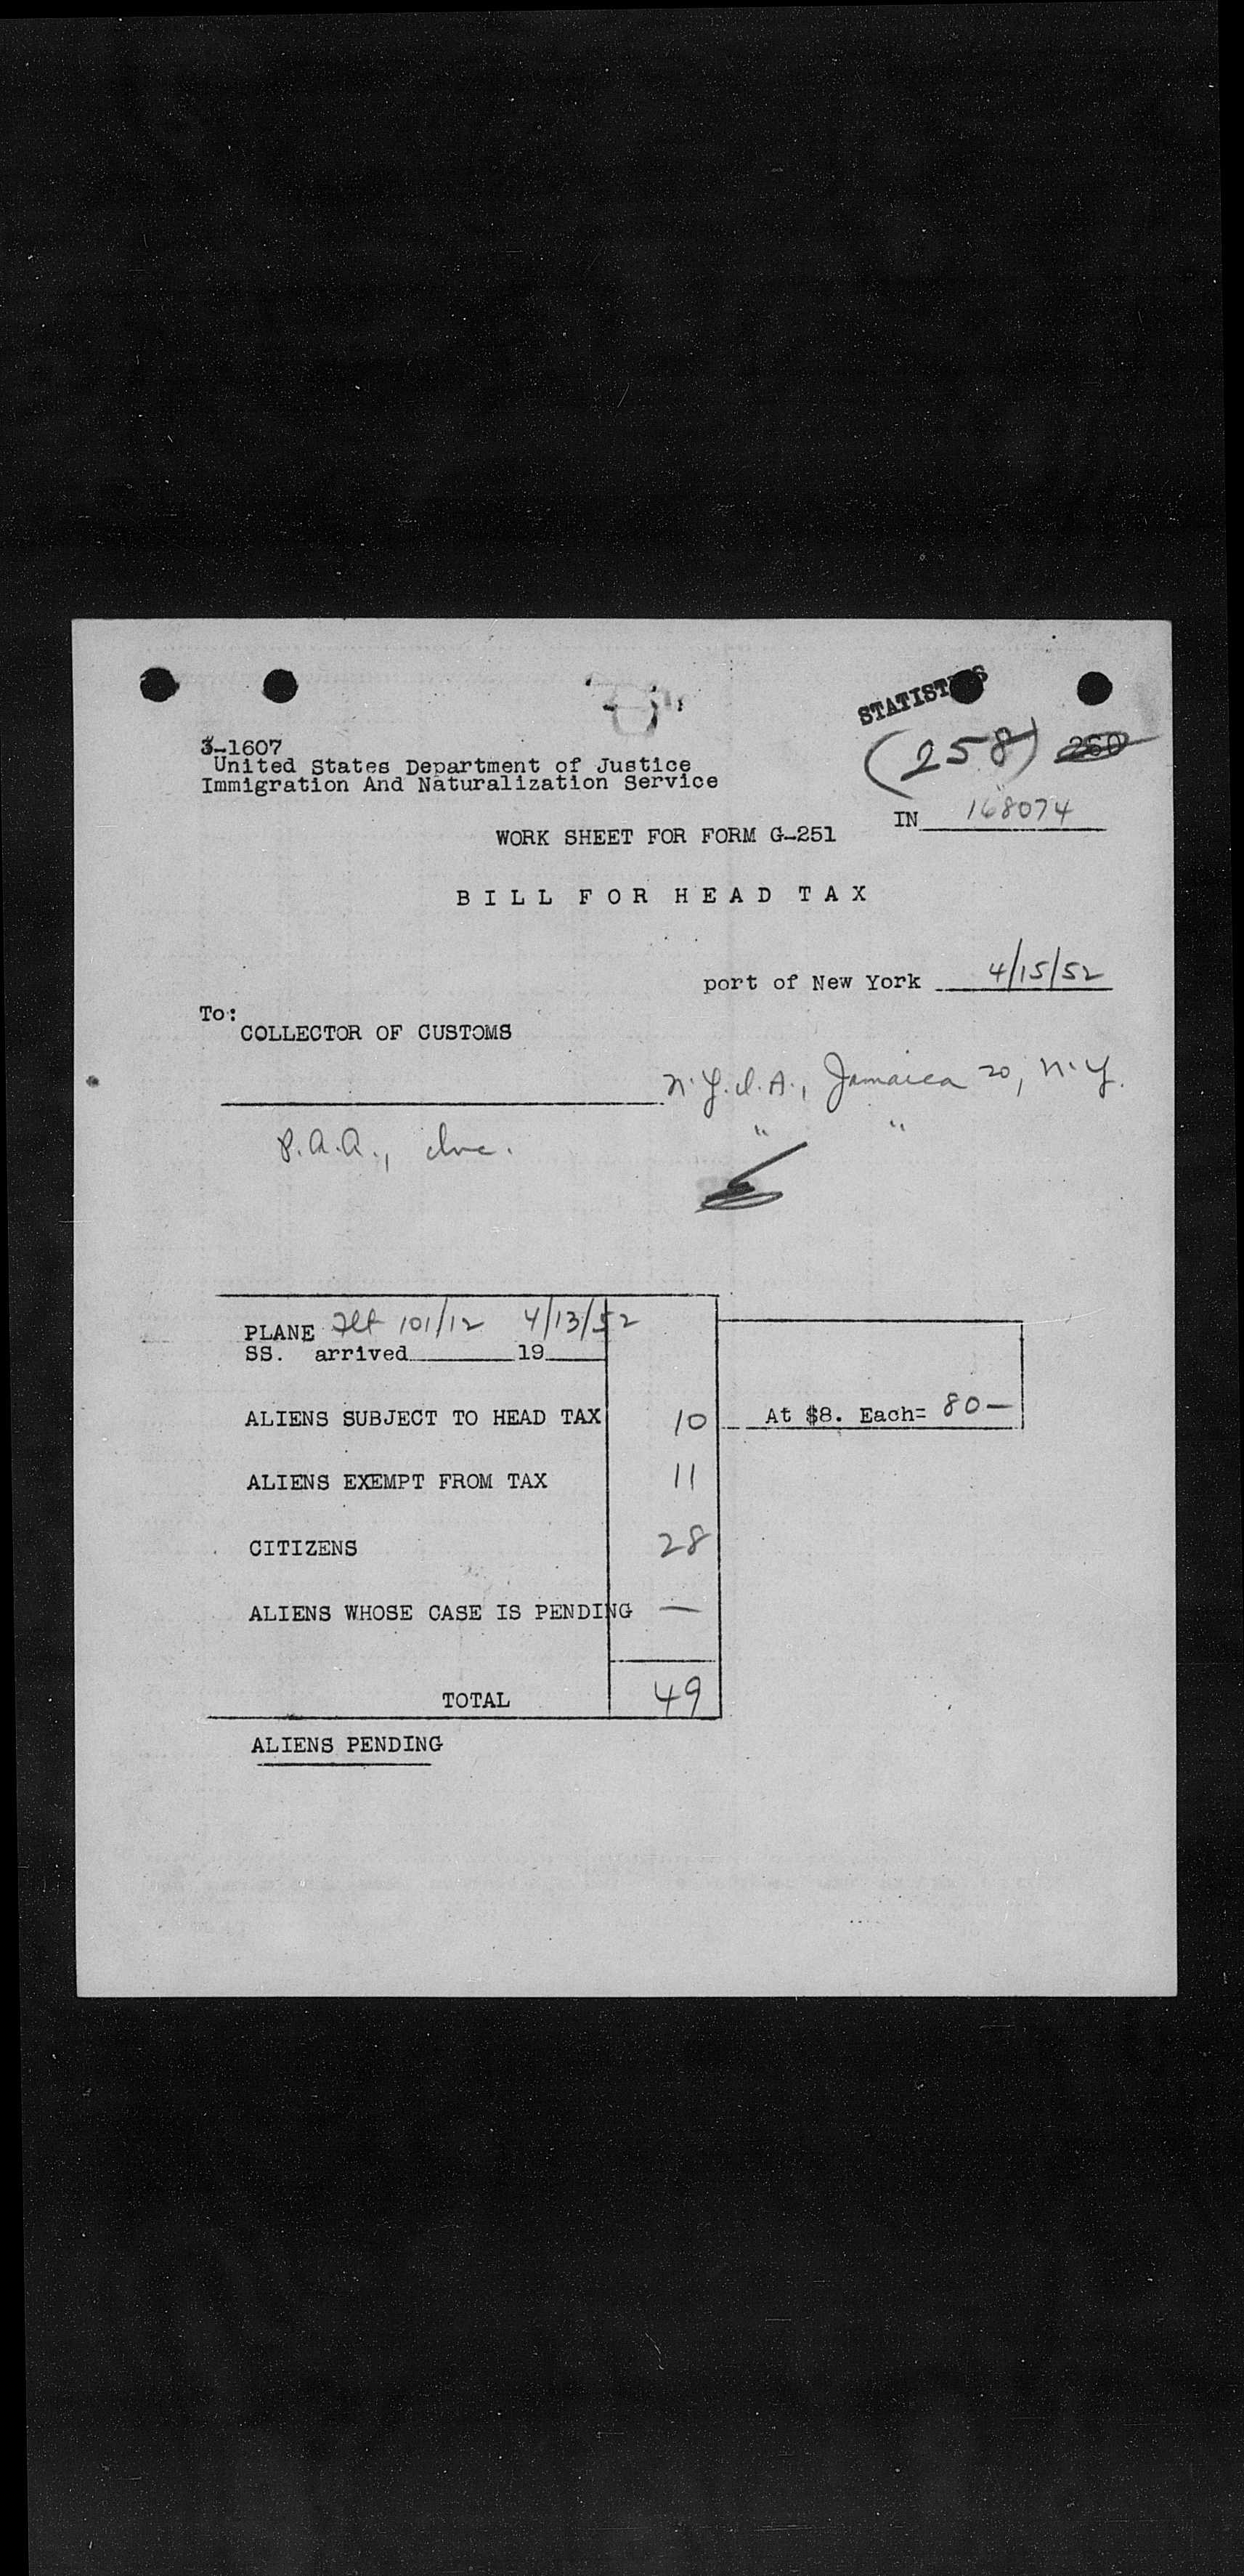 STATISTICS
(258) 260
3-1607
United States Department of Justice
Immigration And Naturalization Service
IN 168074
WORK SHEET FOR FORM G-251
BILL FOR HEAD TAX
port of New York 4/15/52
To:
COLLECTOR OF CUSTOMS
N.Y.I.A., Jamaica 20, N.Y.
P.A.A., Inc. " "
PLANE Flt 101/12 4/13/52
SS. arrived 19
ALIENS SUBJECT TO HEAD TAX 10 At $8. Each= 80—
ALIENS EXEMPT FROM TAX 11
CITIZENS 28
ALIENS WHOSE CASE IS PENDING —
TOTAL 49
ALIENS PENDING